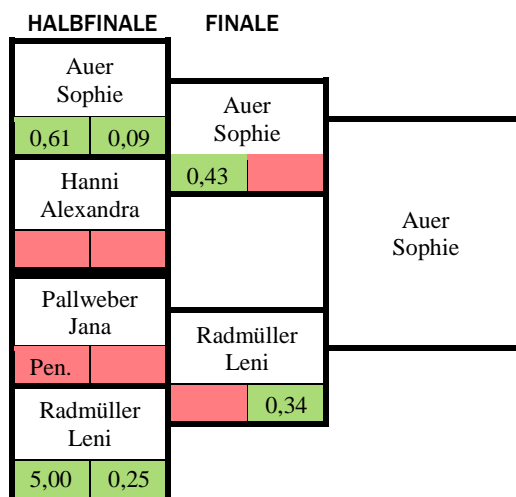 HALBFINALE FINALE
Auer
Sophie
0,61 0,09
Hanni
Alexandra
Pallweber
Jana
Pen.
Radmüller
Leni
5,00 0,25
Auer
Sophie
0,43
Radmüller
Leni
0,34
Auer
Sophie